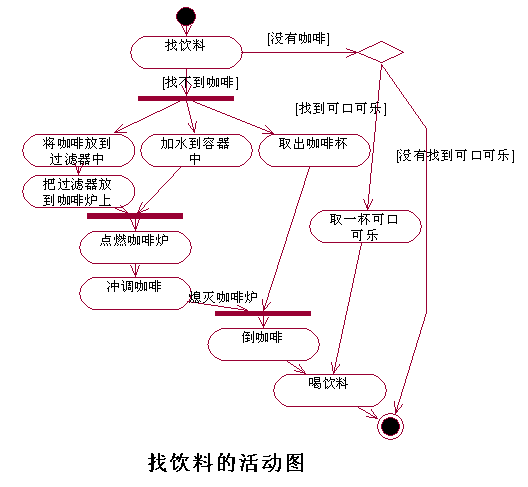 找饮料
[没有咖啡]
[找不到咖啡]
[找到可口可乐]
将咖啡放到
过滤器中
加水到容器
中
取出咖啡杯
[没有找到可口可乐]
把过滤器放
到咖啡炉上
取一杯可口
可乐
点燃咖啡炉
冲调咖啡
熄灭咖啡炉
倒咖啡
喝饮料
找饮料的活动图